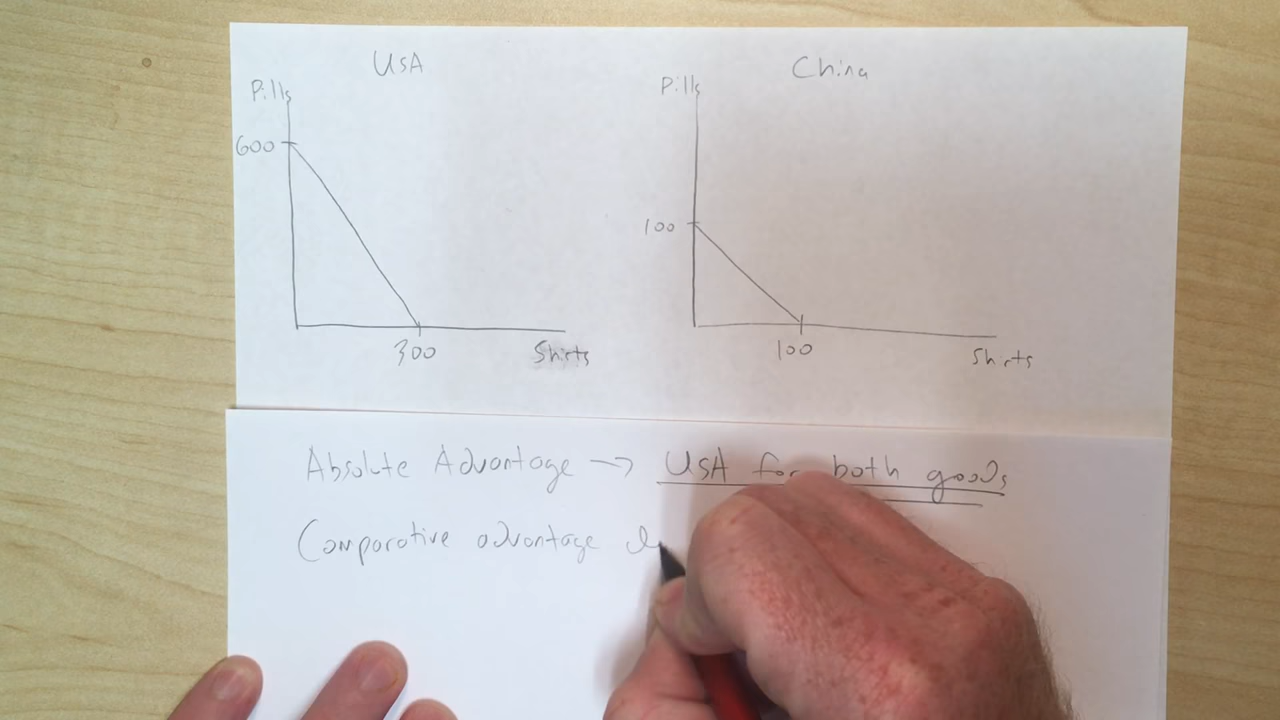 USA
Pills
600
300
Shirts
China
Pills
100
100
Shirts
Absolute Advantage → USA for both goods
Comparative advantage